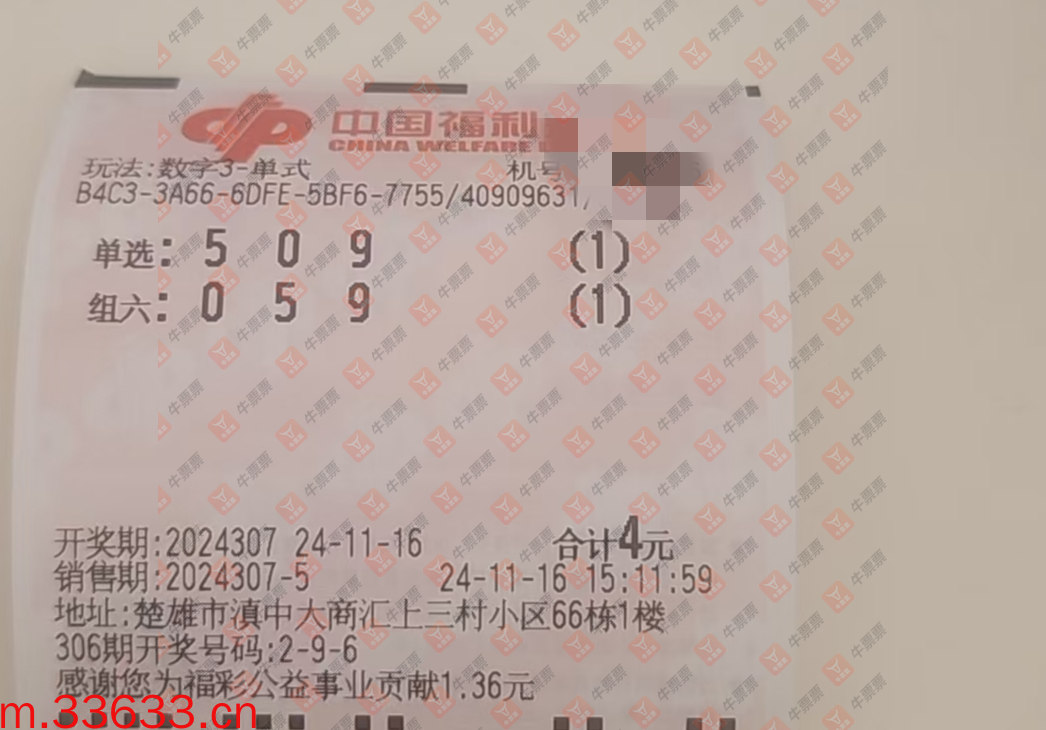 中国福利
CHINA WELFARE
玩法:数字3-单式 机号
B4C3-3A66-6DFE-5BF6-7755/40909631/
单选: 5 0 9 (1)
组六: 0 5 9 (1)
开奖期:2024307 24-11-16 合计4元
销售期:2024307-5 24-11-16 15:11:59
地址:楚雄市滇中大商汇上三村小区66栋1楼
306期开奖号码:2-9-6
感谢您为福彩公益事业贡献1.36元
m.33633.cn
牛票票